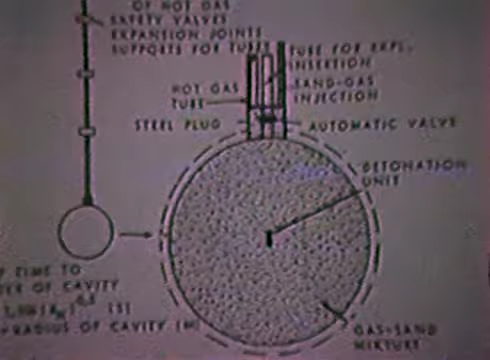 OF HOT GAS
SAFETY VALVES
EXPANSION JOINTS
SUPPORTS FOR TUBES
TUBE FOR EXPL.
INSERTION
SAND-GAS
INJECTION
HOT GAS
TUBE
STEEL PLUG
AUTOMATIC VALVE
DETONATION
UNIT
TIME TO
OF CAVITY
RADIUS OF CAVITY (M)
GAS-SAND
MIXTURE